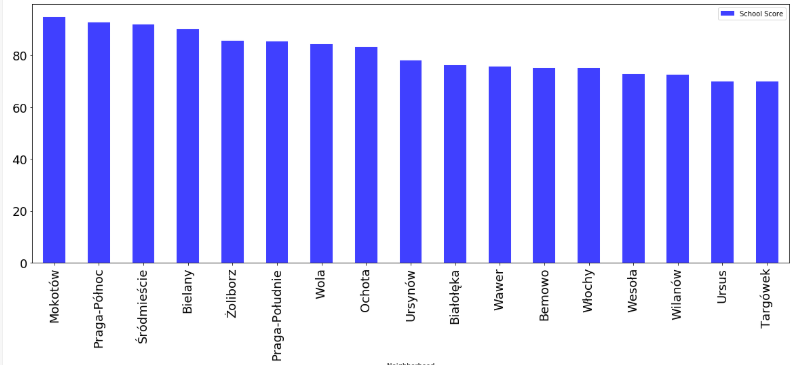 School Score
80
60
40
20
0
Mokotów
Praga-Północ
Śródmieście
Bielany
Żoliborz
Praga-Południe
Wola
Ochota
Ursynów
Białołęka
Wawer
Bemowo
Włochy
Wesoła
Wilanów
Ursus
Targówek
Neighborhood